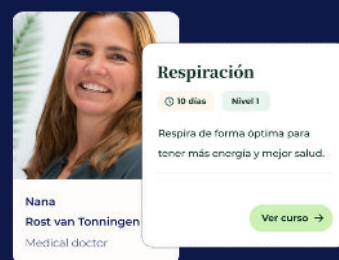 Respiración
10 días
Nivel 1
Respira de forma óptima para
tener más energía y mejor salud.
Nana
Rost van Tonningen
Medical doctor
Ver curso →